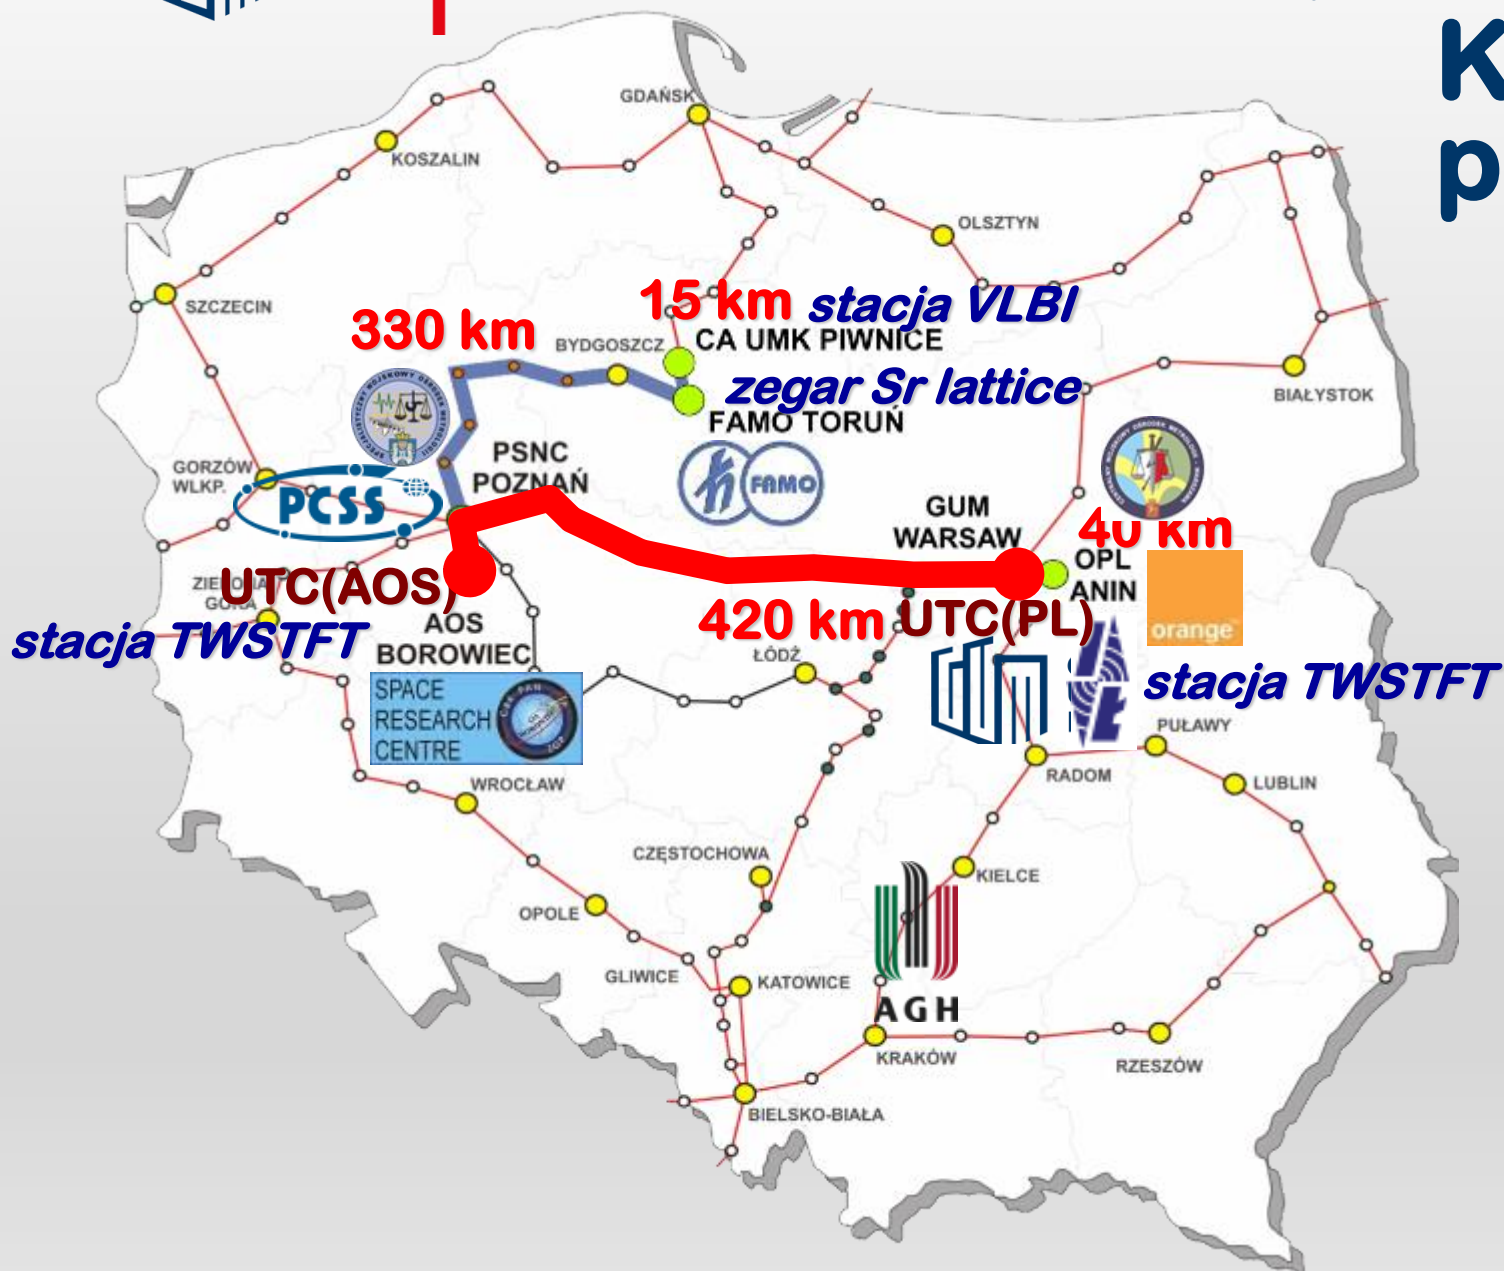 K
p
GDAŃSK
KOSZALIN
OLSZTYN
SZCZECIN
15 km stacja VLBI
330 km
BYDGOSZCZ
CA UMK PIWNICE
zegar Sr lattice
BIAŁYSTOK
FAMO TORUŃ
FAMO
PSNC
POZNAŃ
GORZÓW
WLKP.
PCSS
GUM
WARSAW
40 km
OPL
ANIN
orange™
ZIELONA
GÓRA
UTC(AOS)
AOS
BOROWIEC
stacja TWSTFT
420 km UTC(PL)
ŁÓDŹ
stacja TWSTFT
SPACE
RESEARCH
CENTRE
PUŁAWY
RADOM
LUBLIN
WROCŁAW
CZĘSTOCHOWA
KIELCE
OPOLE
GLIWICE
KATOWICE
AGH
KRAKÓW
RZESZÓW
BIELSKO-BIAŁA